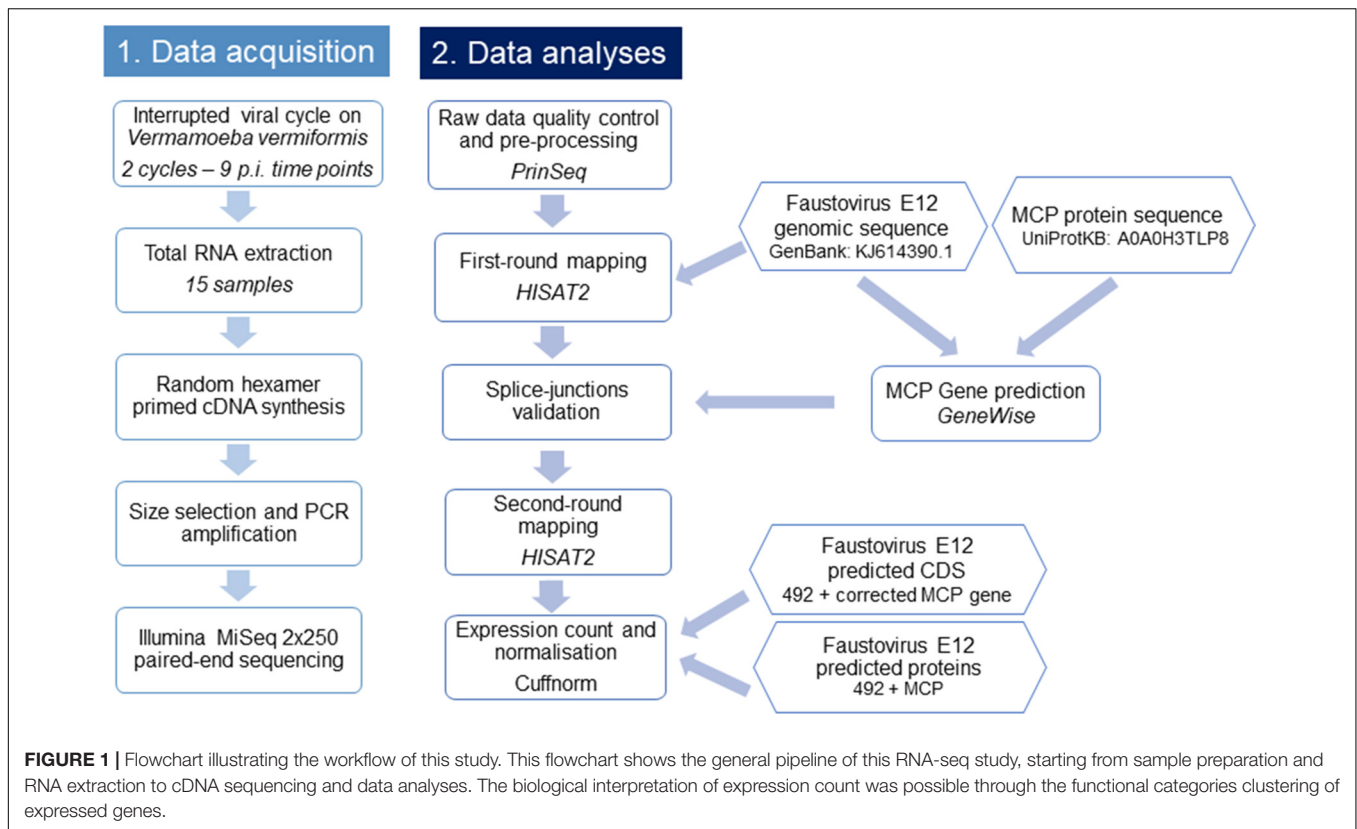 1. Data acquisition
Interrupted viral cycle on
Vermamoeba vermiformis
2 cycles – 9 p.i. time points
Total RNA extraction
15 samples
Random hexamer
primed cDNA synthesis
Size selection and PCR
amplification
Illumina MiSeq 2x250
paired-end sequencing
2. Data analyses
Raw data quality control
and pre-processing
PrinSeq
First-round mapping
HISAT2
Splice-junctions
validation
Second-round
mapping
HISAT2
Expression count and
normalisation
Cuffnorm
Faustovirus E12
genomic sequence
GenBank: KJ614390.1
MCP protein sequence
UniProtKB: A0A0H3TLP8
MCP Gene prediction
GeneWise
Faustovirus E12
predicted CDS
492 + corrected MCP gene
Faustovirus E12
predicted proteins
492 + MCP
FIGURE 1 | Flowchart illustrating the workflow of this study. This flowchart shows the general pipeline of this RNA-seq study, starting from sample preparation and
RNA extraction to cDNA sequencing and data analyses. The biological interpretation of expression count was possible through the functional categories clustering of
expressed genes.